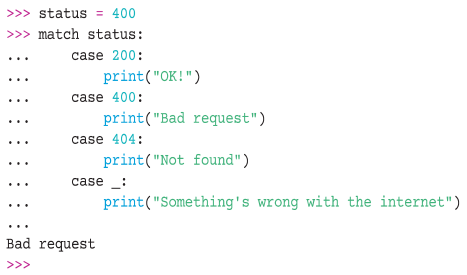 >>> status = 400
>>> match status:
...     case 200:
...         print("OK!")
...     case 400:
...         print("Bad request")
...     case 404:
...         print("Not found")
...     case _:
...         print("Something's wrong with the internet")
...
Bad request
>>>